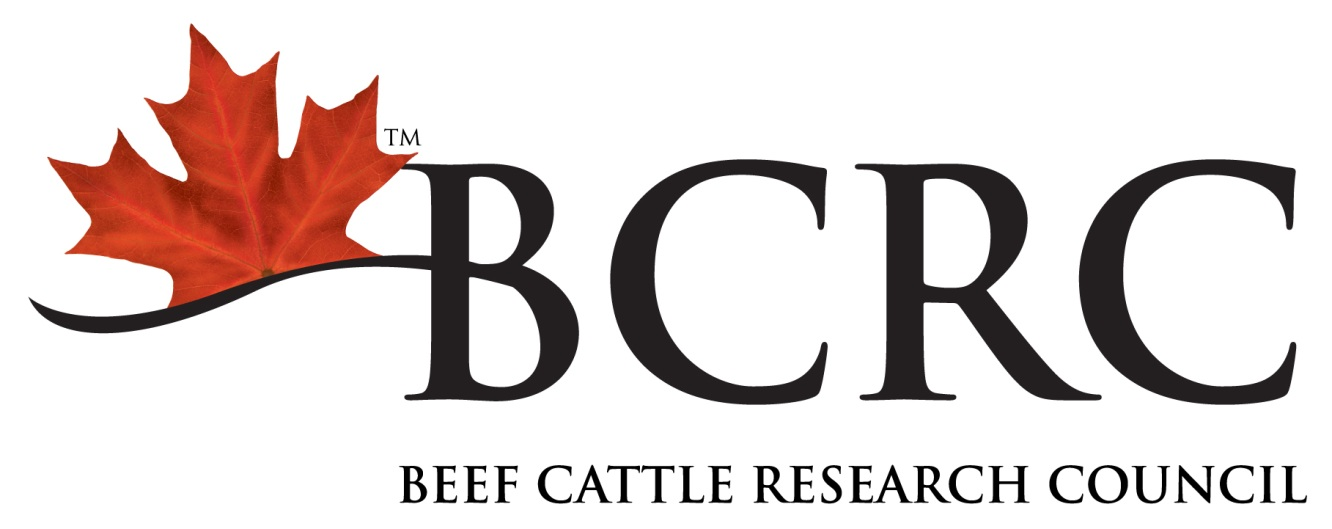 TM
BCRC
BEEF CATTLE RESEARCH COUNCIL